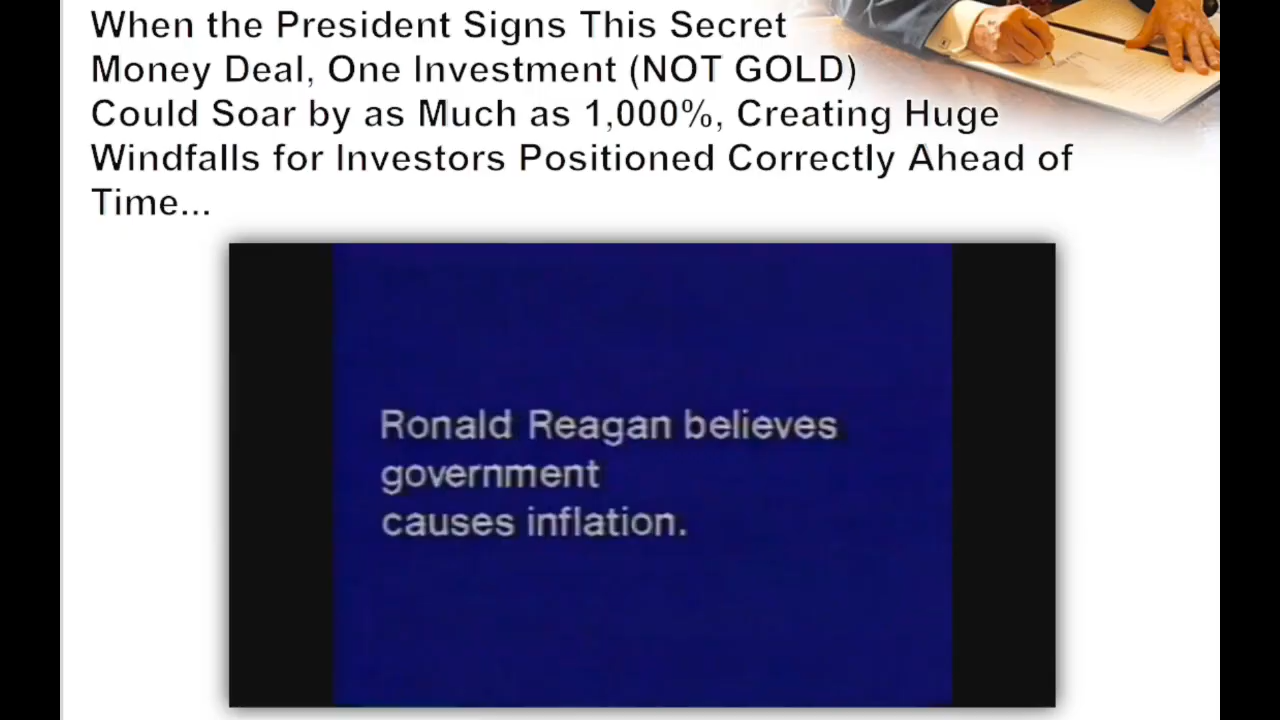 When the President Signs This Secret
Money Deal, One Investment (NOT GOLD)
Could Soar by as Much as 1,000%, Creating Huge
Windfalls for Investors Positioned Correctly Ahead of
Time...
Ronald Reagan believes
government
causes inflation.